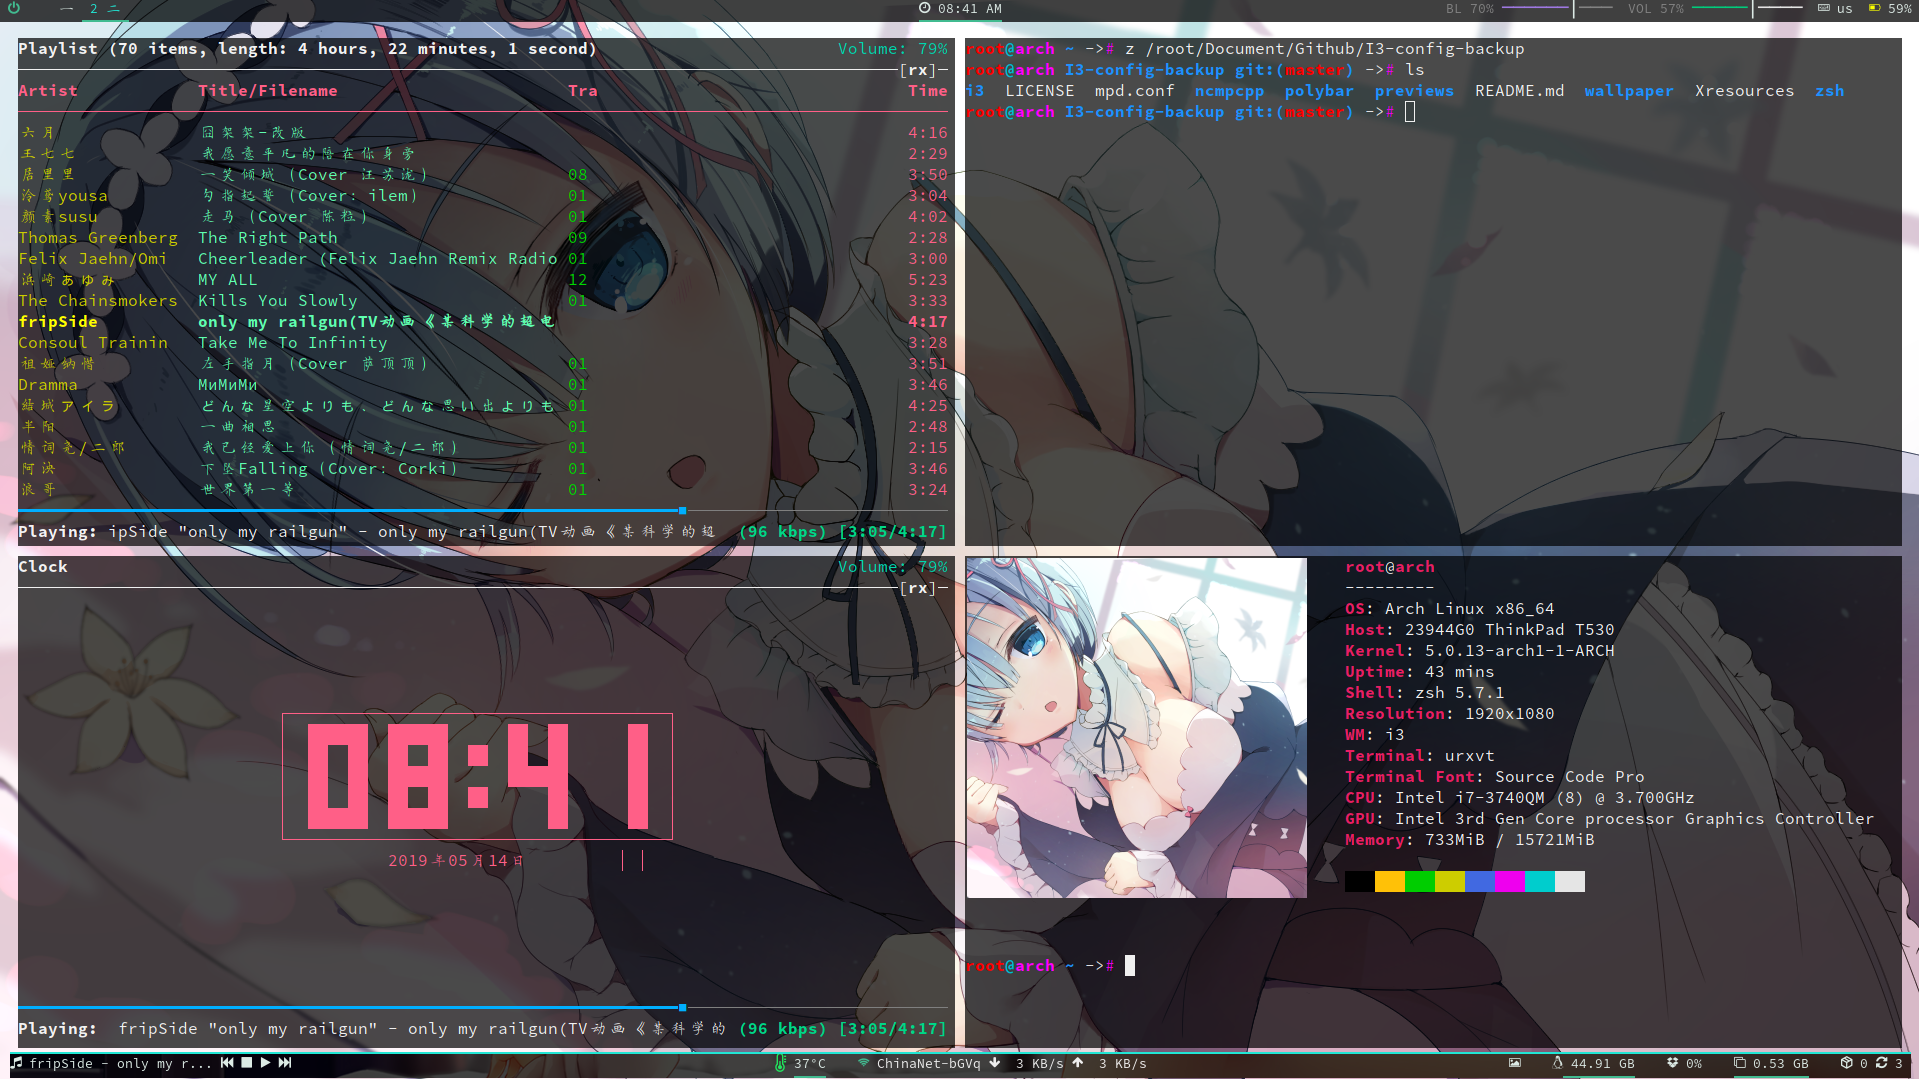 一 2 二 08:41 AM BL 70% VOL 57% us 59%
Playlist (70 items, length: 4 hours, 22 minutes, 1 second) Volume: 79%
[rx]
Artist Title/Filename Tra Time
六月 囧架架-改版 4:16
王七七 我愿意平凡的陪在你身旁 2:29
居里里 一笑倾城 (Cover 汪苏泷) 08 3:50
泠鸢yousa 勾指起誓 (Cover: ilem) 01 3:04
颜素susu 走马 (Cover 陈粒) 01 4:02
Thomas Greenberg The Right Path 09 2:28
Felix Jaehn/Omi Cheerleader (Felix Jaehn Remix Radio 01 3:00
浜崎あゆみ MY ALL 12 5:23
The Chainsmokers Kills You Slowly 01 3:33
fripSide only my railgun(TV动画《某科学的超电 4:17
Consoul Trainin Take Me To Infinity 3:28
祖娅纳惜 左手指月 (Cover 萨顶顶) 01 3:51
Dramma МиМиМи 01 3:46
結城アイラ どんな星空よりも、どんな思い出よりも 01 4:25
半阳 一曲相思 01 2:48
情词尧/二郎 我已经爱上你 (情词尧/二郎) 01 2:15
阿泱 下坠Falling (Cover: Corki) 01 3:46
浪哥 世界第一等 01 3:24
Playing: ipSide "only my railgun" - only my railgun(TV动画《某科学的超 (96 kbps) [3:05/4:17]
root@arch ~ -># z /root/Document/Github/I3-config-backup
root@arch I3-config-backup git:(master) -># ls
i3 LICENSE mpd.conf ncmpcpp polybar previews README.md wallpaper Xresources zsh
root@arch I3-config-backup git:(master) ->#
Clock Volume: 79%
[rx]
08:41
2019年05月14日
Playing: fripSide "only my railgun" - only my railgun(TV动画《某科学的 (96 kbps) [3:05/4:17]
root@arch
---------
OS: Arch Linux x86_64
Host: 23944G0 ThinkPad T530
Kernel: 5.0.13-arch1-1-ARCH
Uptime: 43 mins
Shell: zsh 5.7.1
Resolution: 1920x1080
WM: i3
Terminal: urxvt
Terminal Font: Source Code Pro
CPU: Intel i7-3740QM (8) @ 3.700GHz
GPU: Intel 3rd Gen Core processor Graphics Controller
Memory: 733MiB / 15721MiB
root@arch ~ ->#
fripSide - only my r... 37°C ChinaNet-bGVq 3 KB/s 3 KB/s 44.91 GB 0% 0.53 GB 0 3